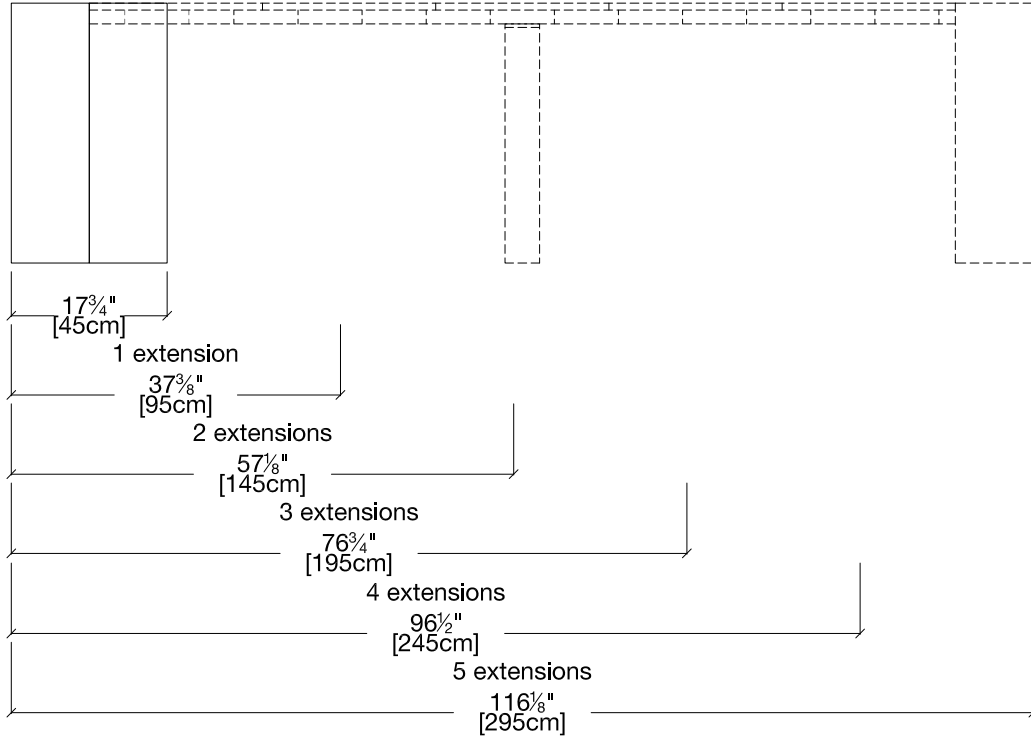 17¾"
[45cm]
1 extension
37⅜"
[95cm]
2 extensions
57⅛"
[145cm]
3 extensions
76¾"
[195cm]
4 extensions
96½"
[245cm]
5 extensions
116⅛"
[295cm]